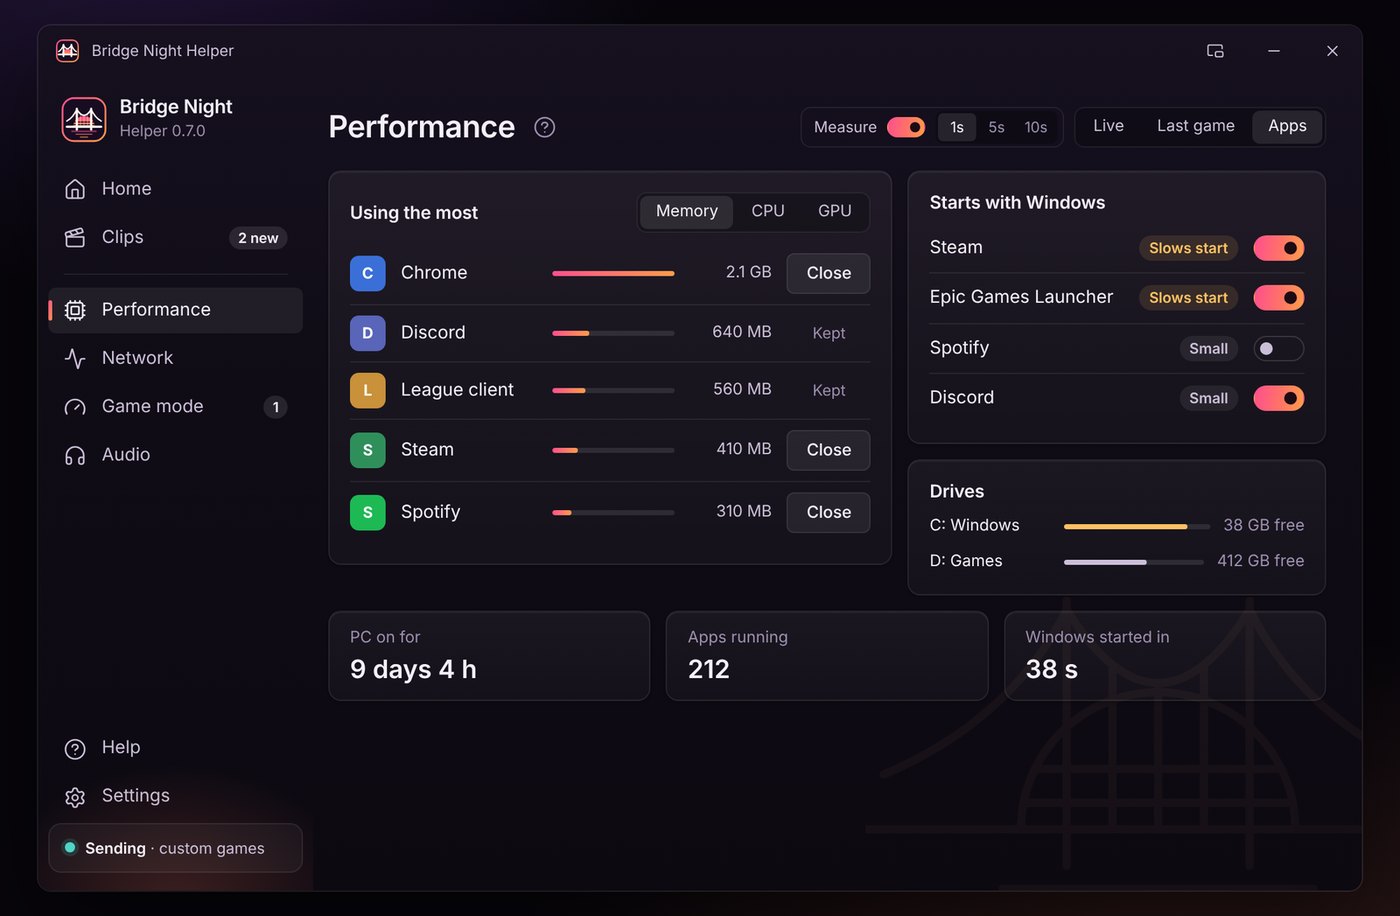 Bridge Night Helper
Bridge Night
Helper 0.7.0
Home
Clips
2 new
Performance
Network
Game mode
1
Audio
Help
Settings
Sending · custom games
Performance
Measure
1s
5s
10s
Live
Last game
Apps
Using the most
Memory
CPU
GPU
C
Chrome
2.1 GB
Close
D
Discord
640 MB
Kept
L
League client
560 MB
Kept
S
Steam
410 MB
Close
S
Spotify
310 MB
Close
Starts with Windows
Steam
Slows start
Epic Games Launcher
Slows start
Spotify
Small
Discord
Small
Drives
C: Windows
38 GB free
D: Games
412 GB free
PC on for
9 days 4 h
Apps running
212
Windows started in
38 s